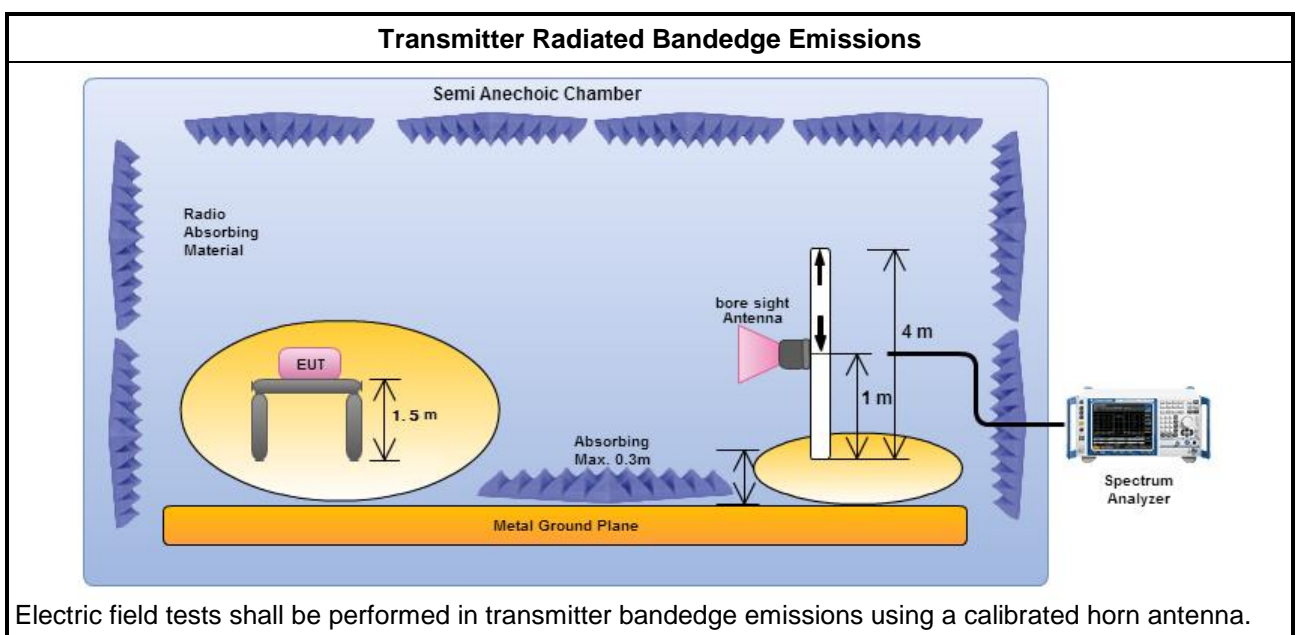 Transmitter Radiated Bandedge Emissions
Semi Anechoic Chamber
Radio
Absorbing
Material
bore sight
Antenna
4 m
EUT
1 m
1. 5 m
Absorbing
Max. 0.3m
Spectrum
Analyzer
Metal Ground Plane
Electric field tests shall be performed in transmitter bandedge emissions using a calibrated horn antenna.